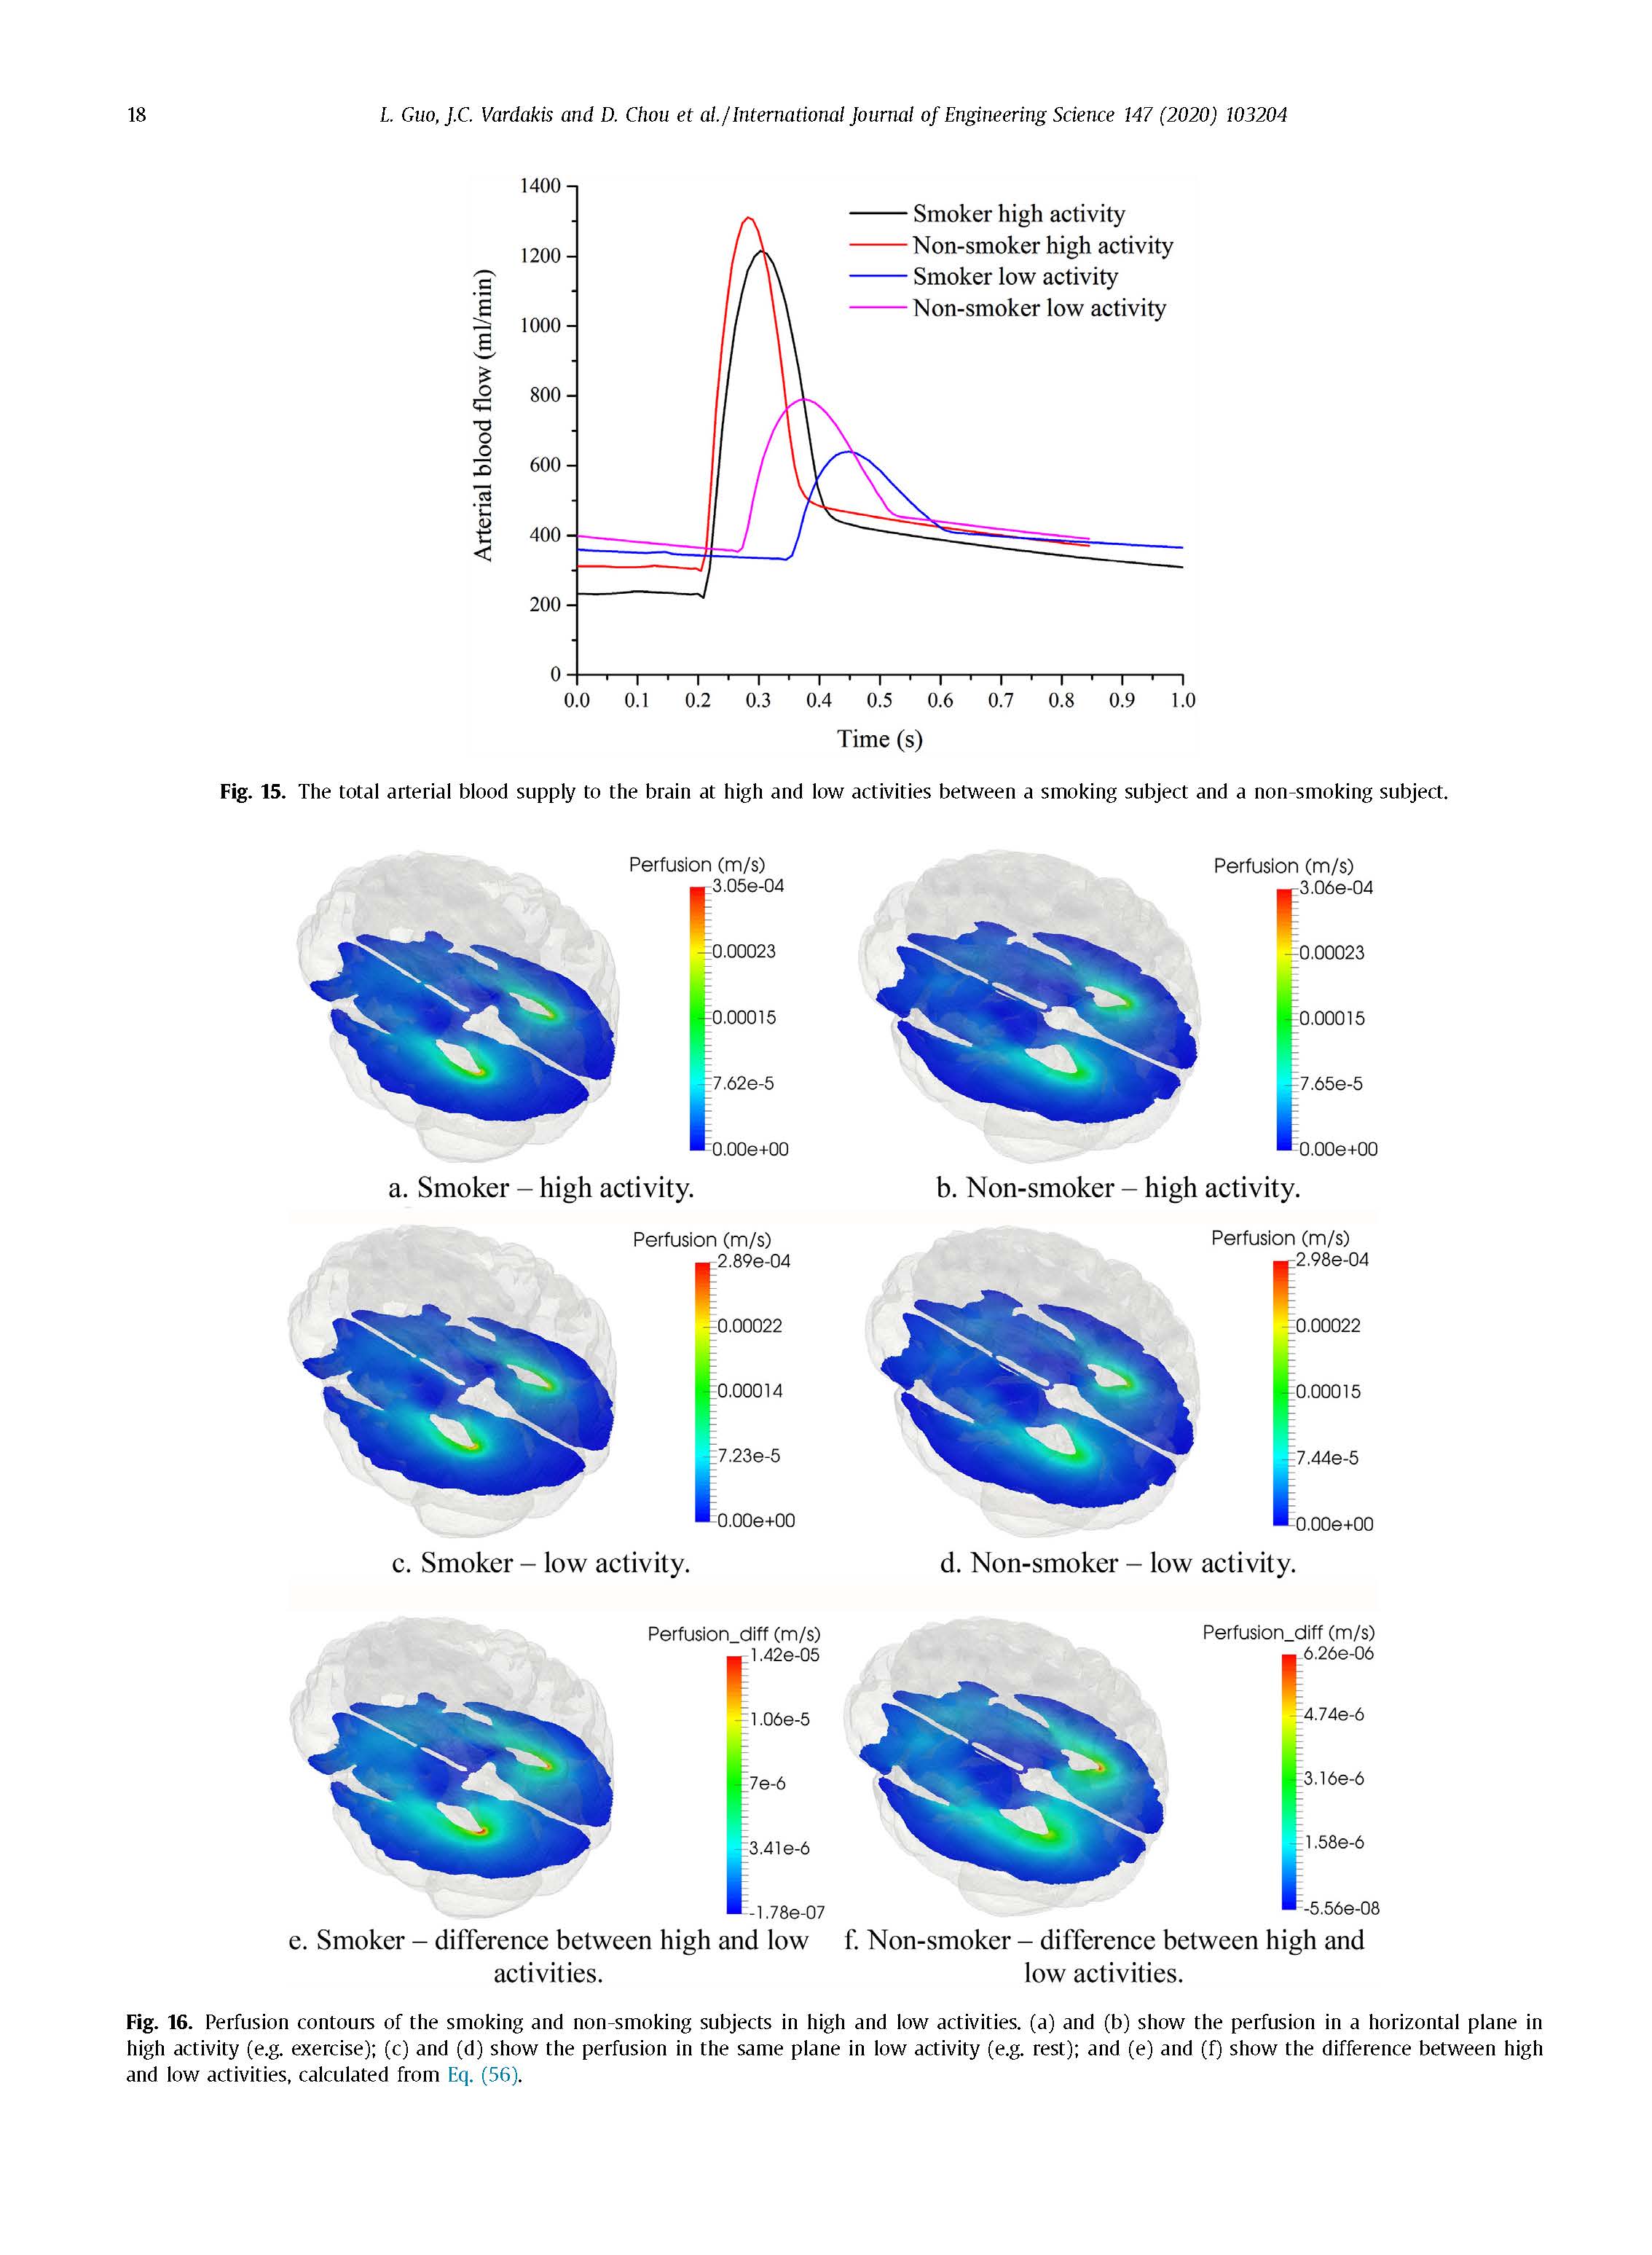 18
L. Guo, J.C. Vardakis and D. Chou et al. / International Journal of Engineering Science 147 (2020) 103204
1400
1200
1000
800
600
400
200
0
Arterial blood flow (ml/min)
Smoker high activity
Non-smoker high activity
Smoker low activity
Non-smoker low activity
0.0 0.1 0.2 0.3 0.4 0.5 0.6 0.7 0.8 0.9 1.0
Time (s)
Fig. 15. The total arterial blood supply to the brain at high and low activities between a smoking subject and a non-smoking subject.
Perfusion (m/s)
3.05e-04
0.00023
0.00015
7.62e-5
0.00e+00
a. Smoker – high activity.
Perfusion (m/s)
3.06e-04
0.00023
0.00015
7.65e-5
0.00e+00
b. Non-smoker – high activity.
Perfusion (m/s)
2.89e-04
0.00022
0.00014
7.23e-5
0.00e+00
c. Smoker – low activity.
Perfusion (m/s)
2.98e-04
0.00022
0.00015
7.44e-5
0.00e+00
d. Non-smoker – low activity.
Perfusion_diff (m/s)
1.42e-05
1.06e-5
7e-6
3.41e-6
-1.78e-07
e. Smoker – difference between high and low
activities.
Perfusion_diff (m/s)
6.26e-06
4.74e-6
3.16e-6
1.58e-6
-5.56e-08
f. Non-smoker – difference between high and
low activities.
Fig. 16. Perfusion contours of the smoking and non-smoking subjects in high and low activities. (a) and (b) show the perfusion in a horizontal plane in
high activity (e.g. exercise); (c) and (d) show the perfusion in the same plane in low activity (e.g. rest); and (e) and (f) show the difference between high
and low activities, calculated from Eq. (56).